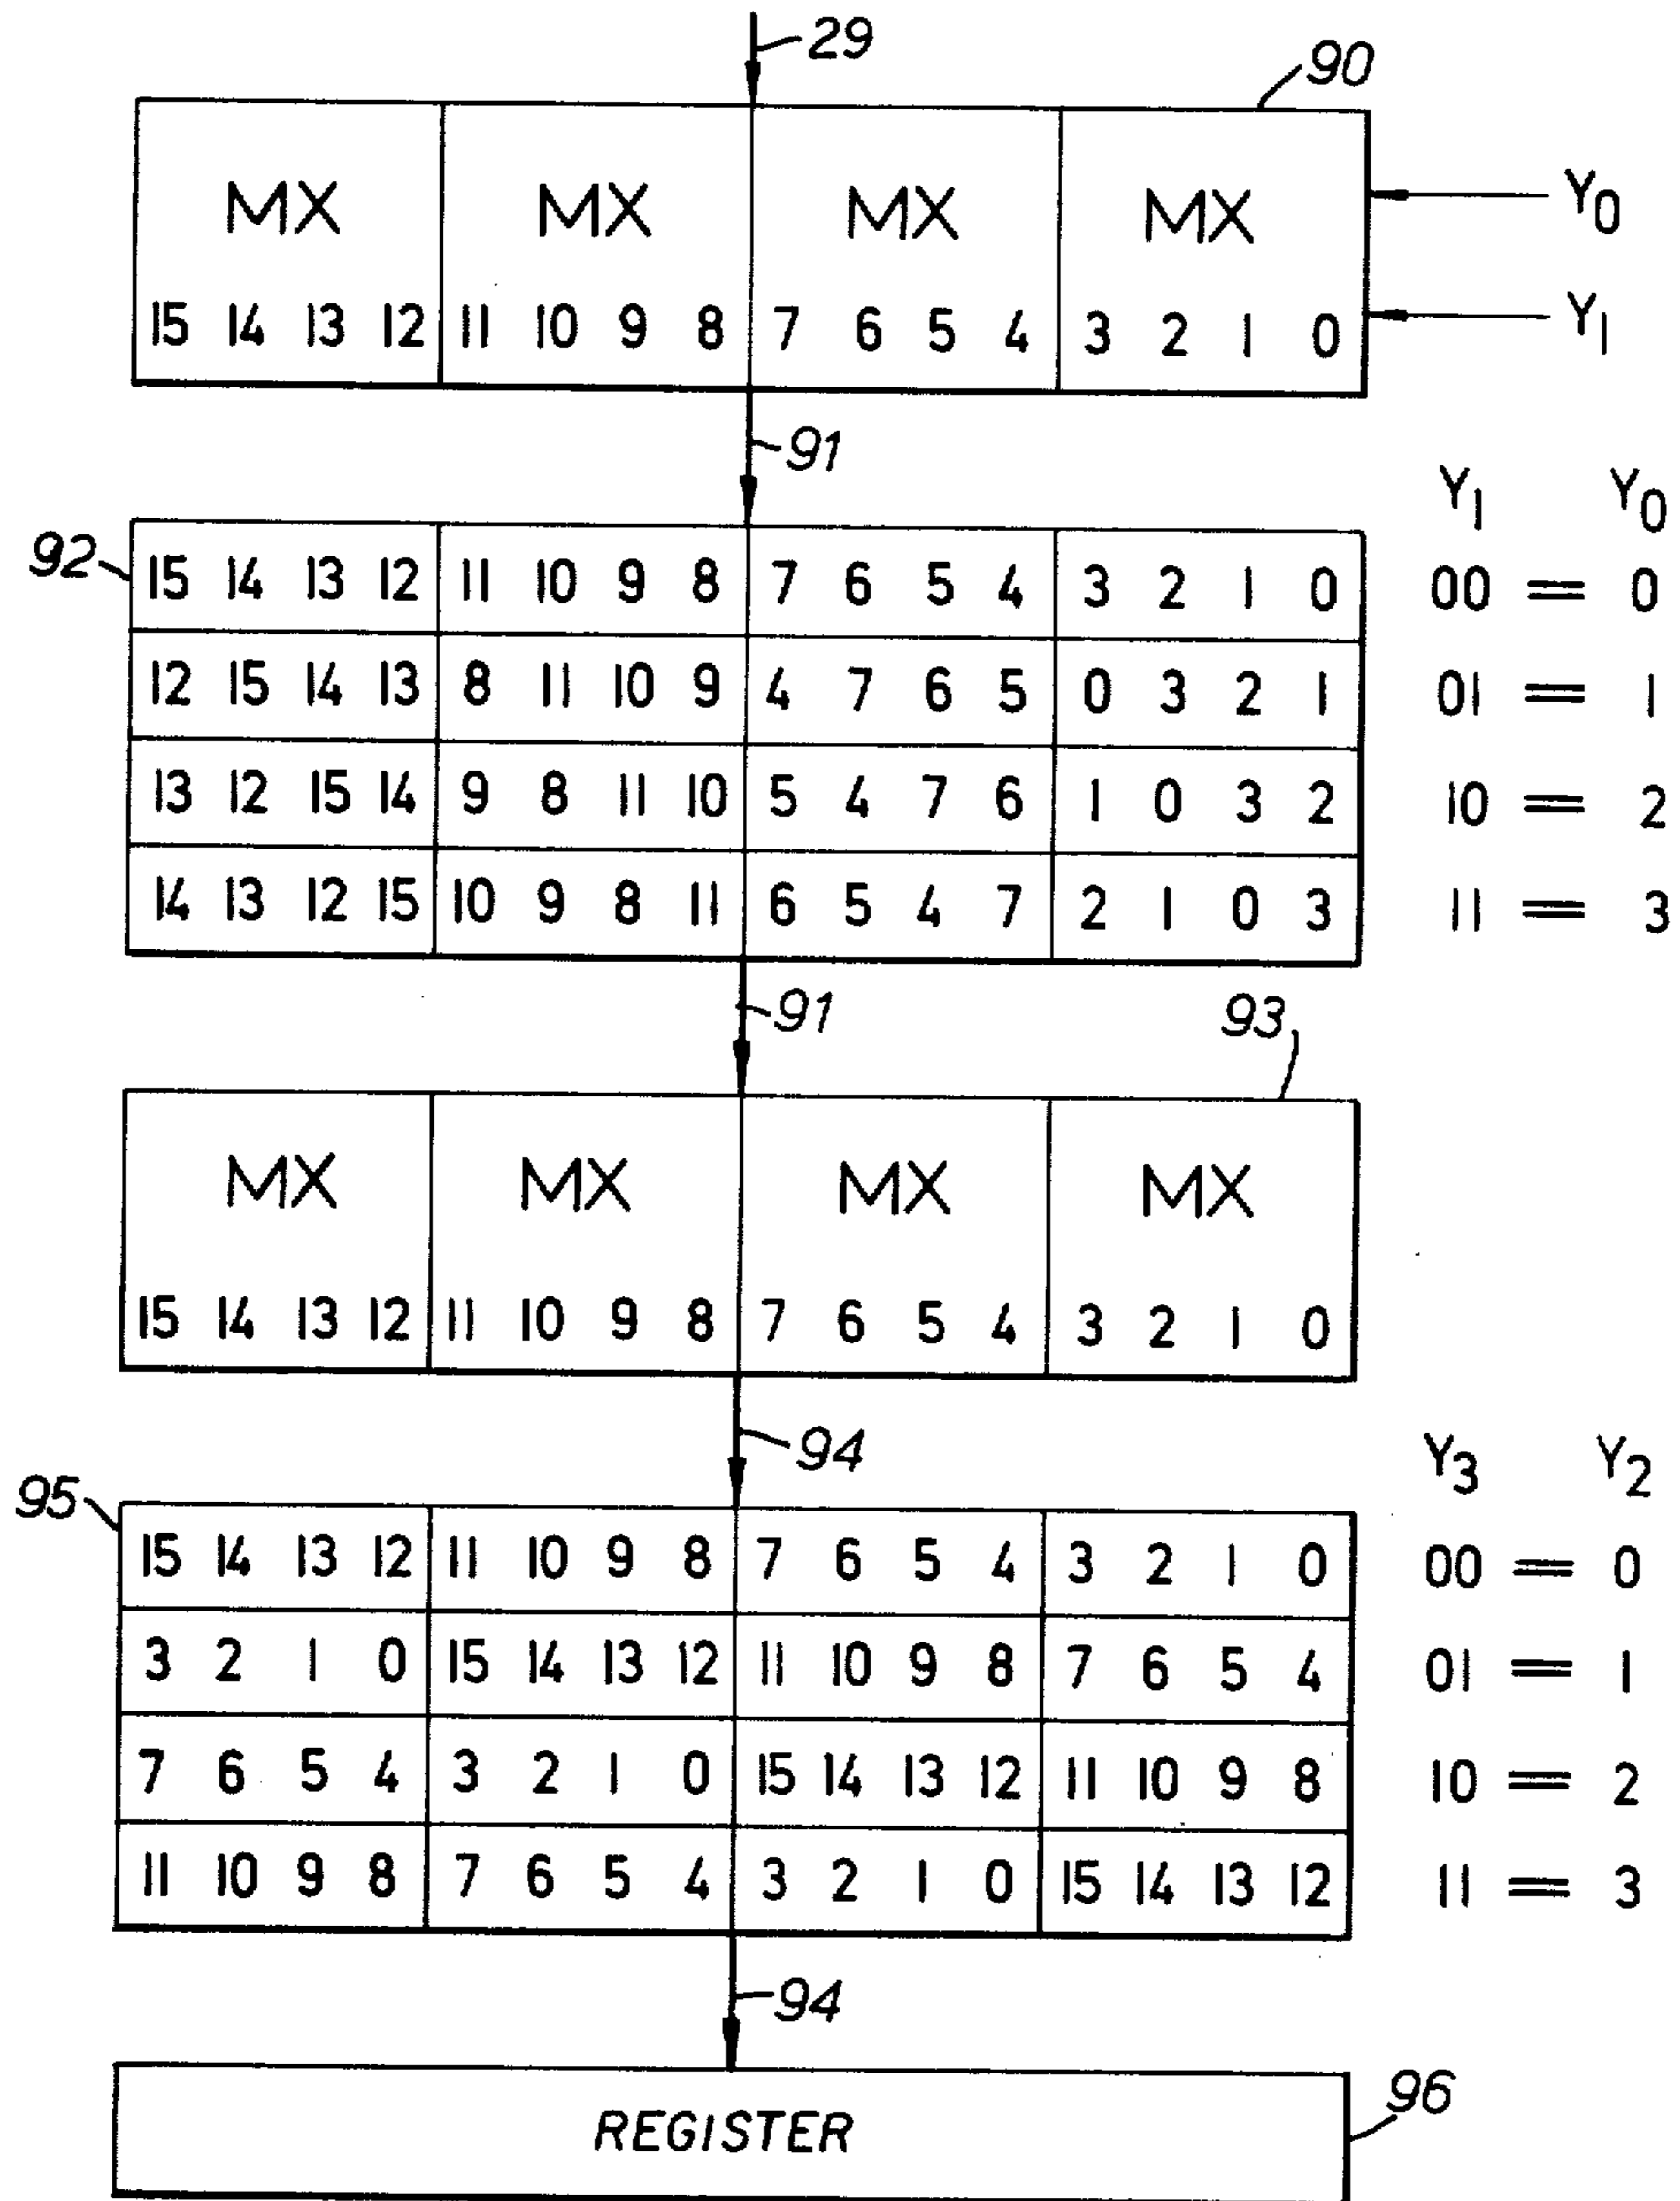 29
90
MX MX MX MX Y0
15 14 13 12 11 10 9 8 7 6 5 4 3 2 1 0 Y1
91
Y1 Y0
92 15 14 13 12 11 10 9 8 7 6 5 4 3 2 1 0 00 = 0
12 15 14 13 8 11 10 9 4 7 6 5 0 3 2 1 01 = 1
13 12 15 14 9 8 11 10 5 4 7 6 1 0 3 2 10 = 2
14 13 12 15 10 9 8 11 6 5 4 7 2 1 0 3 11 = 3
91
93
MX MX MX MX
15 14 13 12 11 10 9 8 7 6 5 4 3 2 1 0
94
Y3 Y2
95 15 14 13 12 11 10 9 8 7 6 5 4 3 2 1 0 00 = 0
3 2 1 0 15 14 13 12 11 10 9 8 7 6 5 4 01 = 1
7 6 5 4 3 2 1 0 15 14 13 12 11 10 9 8 10 = 2
11 10 9 8 7 6 5 4 3 2 1 0 15 14 13 12 11 = 3
94
96
REGISTER